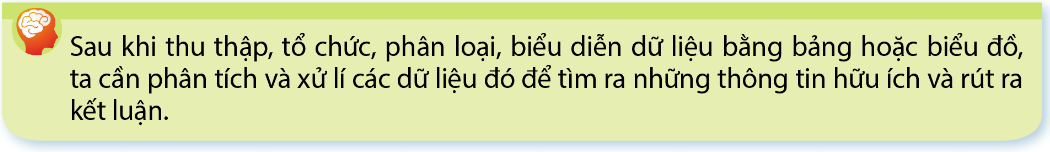 Sau khi thu thập, tổ chức, phân loại, biểu diễn dữ liệu bằng bảng hoặc biểu đồ,
ta cần phân tích và xử lí các dữ liệu đó để tìm ra những thông tin hữu ích và rút ra
kết luận.